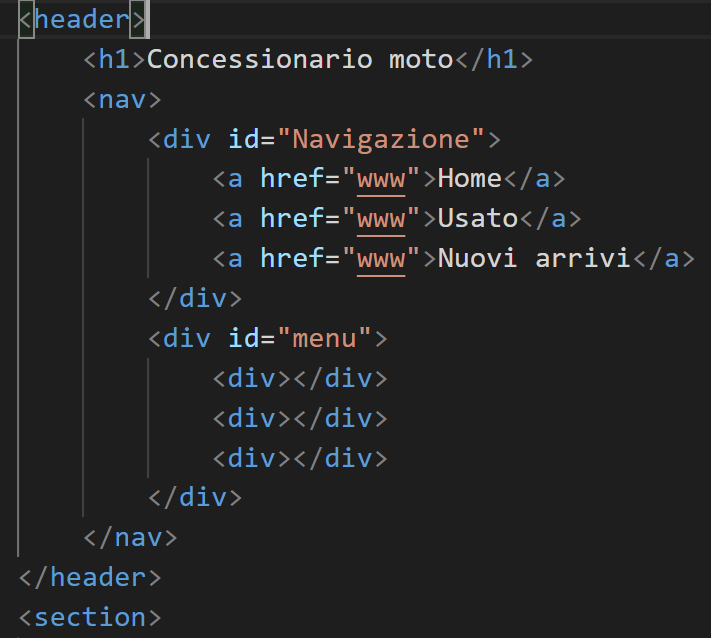 <header>
<h1>Concessionario moto</h1>
<nav>
<div id="Navigazione">
<a href="www">Home</a>
<a href="www">Usato</a>
<a href="www">Nuovi arrivi</a>
</div>
<div id="menu">
<div></div>
<div></div>
<div></div>
</div>
</nav>
</header>
<section>